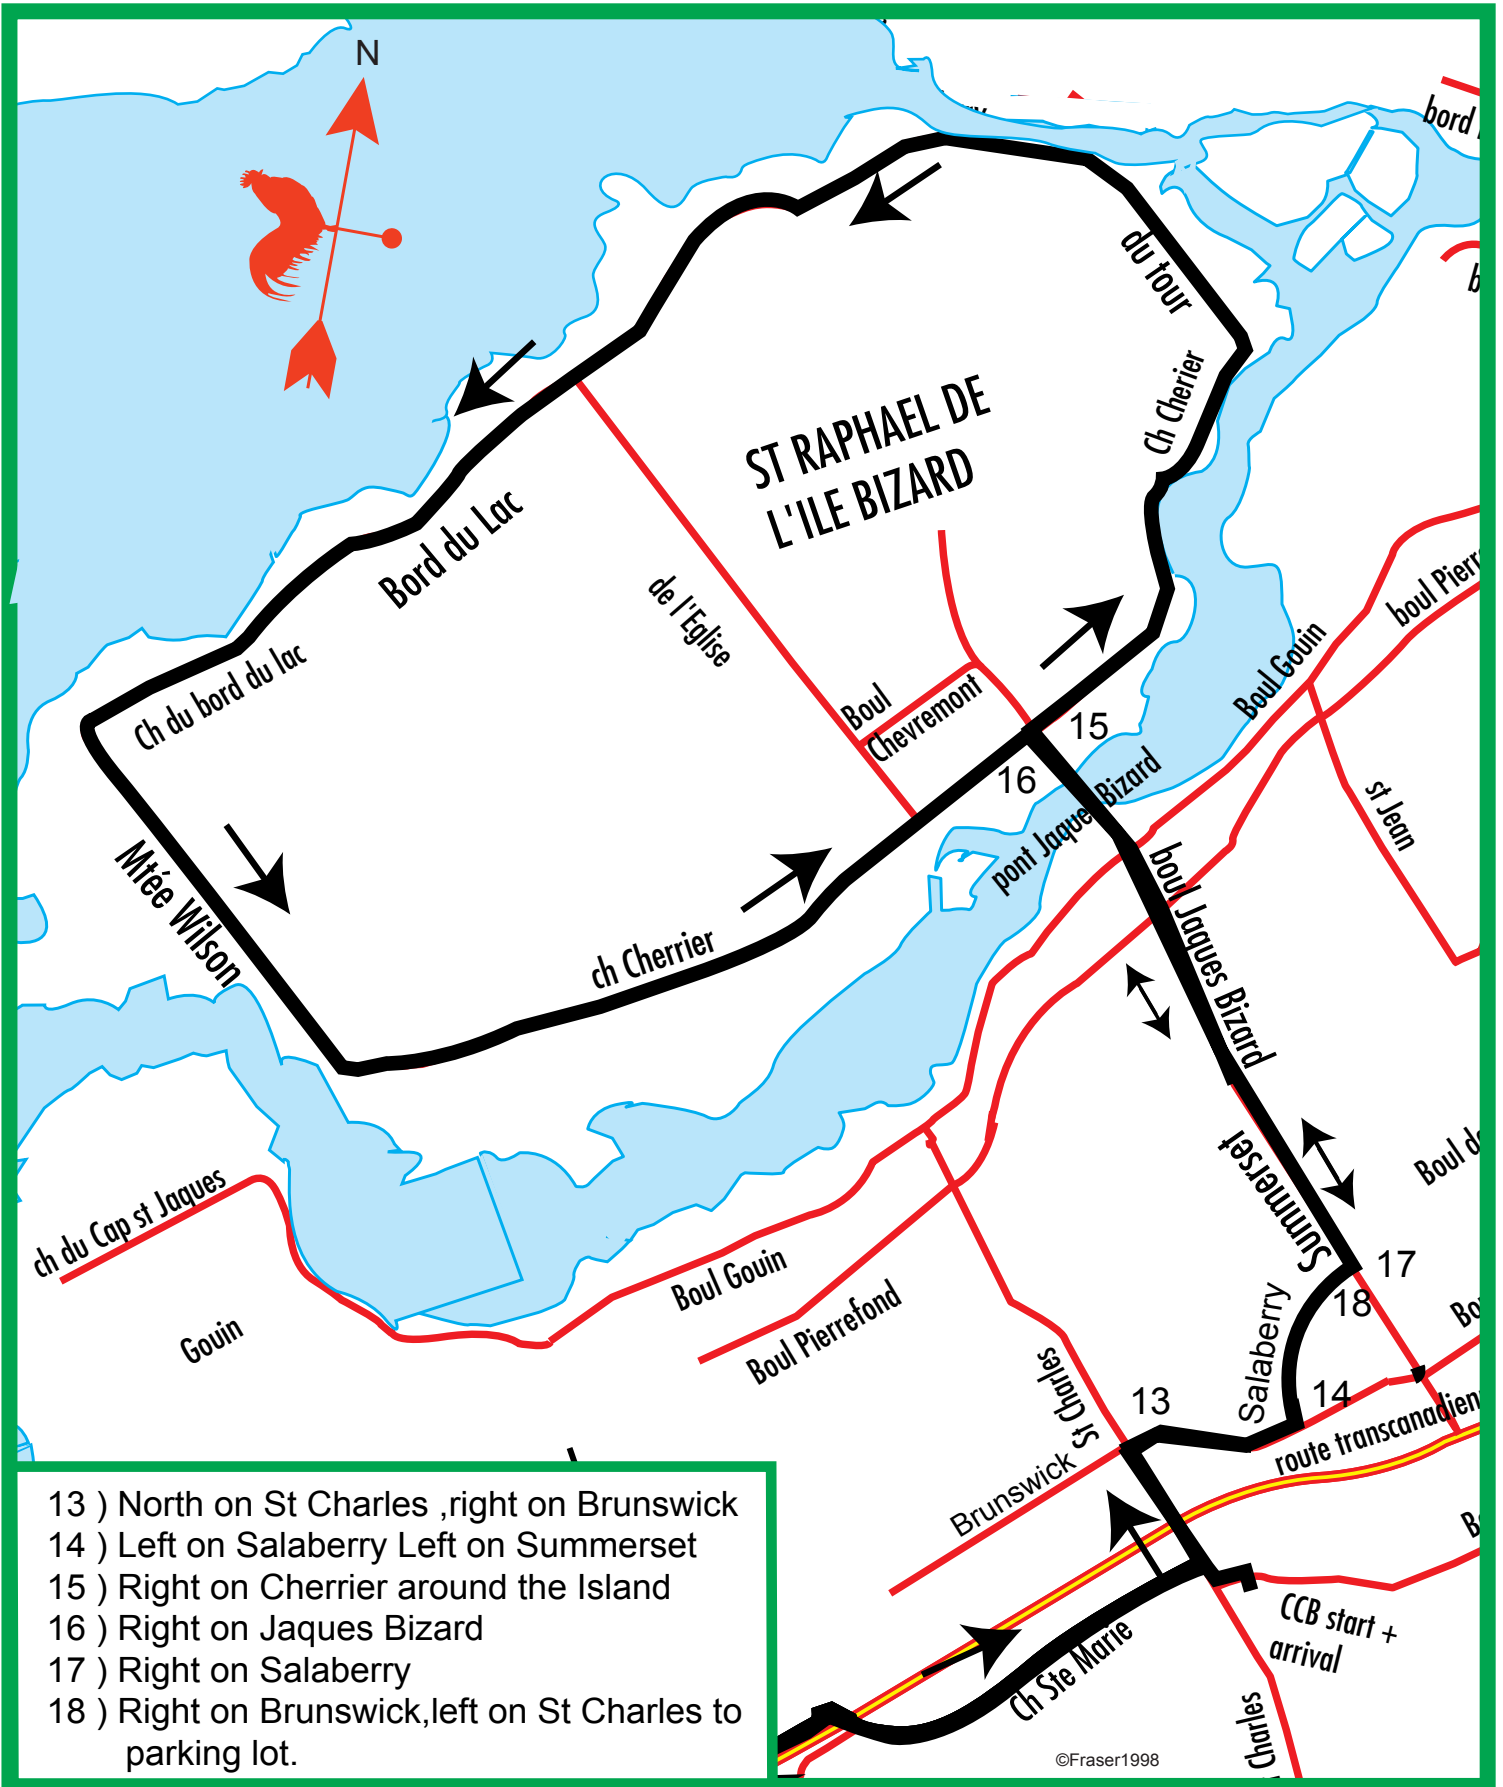 N
bord
du tour
Ch Cherier
ST RAPHAEL DE
L'ILE BIZARD
Bord du Lac
de l'Eglise
boul Pierr
Boul Gouin
Ch du bord du lac
Boul
Chevremont
15
16
pont Jaques Bizard
st Jean
Mtée Wilson
boul Jaques Bizard
ch Cherrier
Summerset
Boul de
ch du Cap st Jaques
Boul Gouin
17
18
Gouin
Boul Pierrefond
Salaberry
Bo
St Charles
13
14
route transcanadien
Brunswick
B
CCB start +
arrival
Ch Ste Marie
Charles
©Fraser1998
13 ) North on St Charles ,right on Brunswick
14 ) Left on Salaberry Left on Summerset
15 ) Right on Cherrier around the Island
16 ) Right on Jaques Bizard
17 ) Right on Salaberry
18 ) Right on Brunswick,left on St Charles to
parking lot.